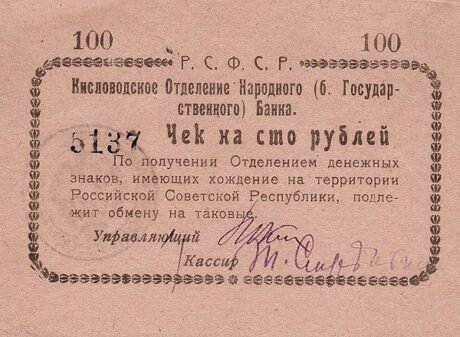 100 100
Р. С. Ф. С. Р.
Кисловодское Отделение Народного (б. Государ-
ственного) Банка.
5137 Чек на сто рублей
По получении Отделением денежных
знаков, имеющих хождение на территории
Российской Советской Республики, подле-
жит обмену на таковые.
Управляющий
Кассир